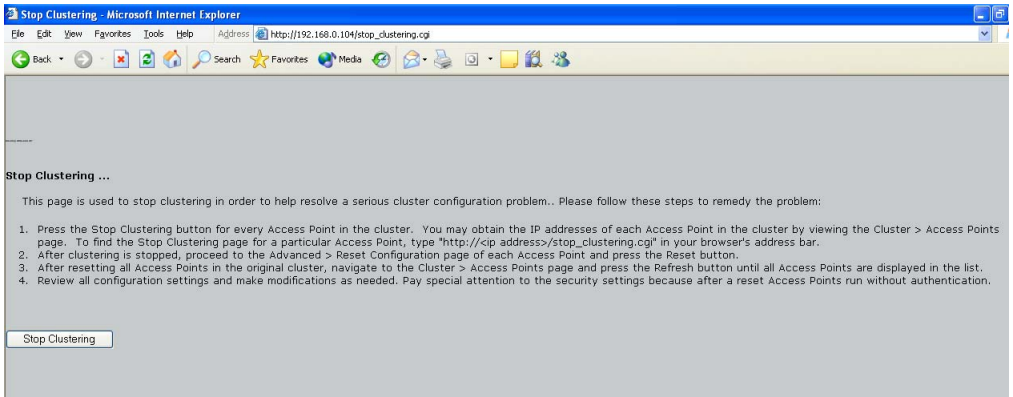 Stop Clustering - Microsoft Internet Explorer
File Edit View Favorites Tools Help Address http://192.168.0.104/stop_clustering.cgi
Back Search Favorites Media
Stop Clustering ...
This page is used to stop clustering in order to help resolve a serious cluster configuration problem.. Please follow these steps to remedy the problem:
1. Press the Stop Clustering button for every Access Point in the cluster. You may obtain the IP addresses of each Access Point in the cluster by viewing the Cluster > Access Points
page. To find the Stop Clustering page for a particular Access Point, type "http://<ip address>/stop_clustering.cgi" in your browser's address bar.
2. After clustering is stopped, proceed to the Advanced > Reset Configuration page of each Access Point and press the Reset button.
3. After resetting all Access Points in the original cluster, navigate to the Cluster > Access Points page and press the Refresh button until all Access Points are displayed in the list.
4. Review all configuration settings and make modifications as needed. Pay special attention to the security settings because after a reset Access Points run without authentication.
Stop Clustering